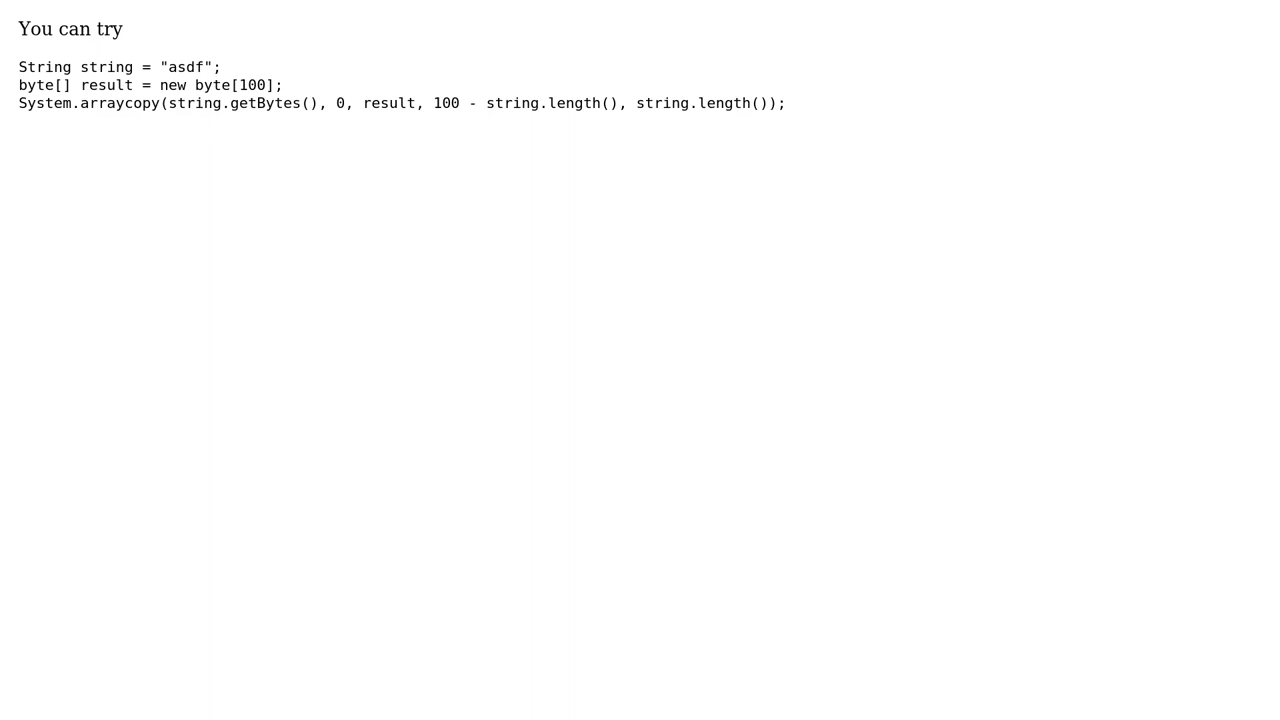 You can try
String string = "asdf";
byte[] result = new byte[100];
System.arraycopy(string.getBytes(), 0, result, 100 - string.length(), string.length());